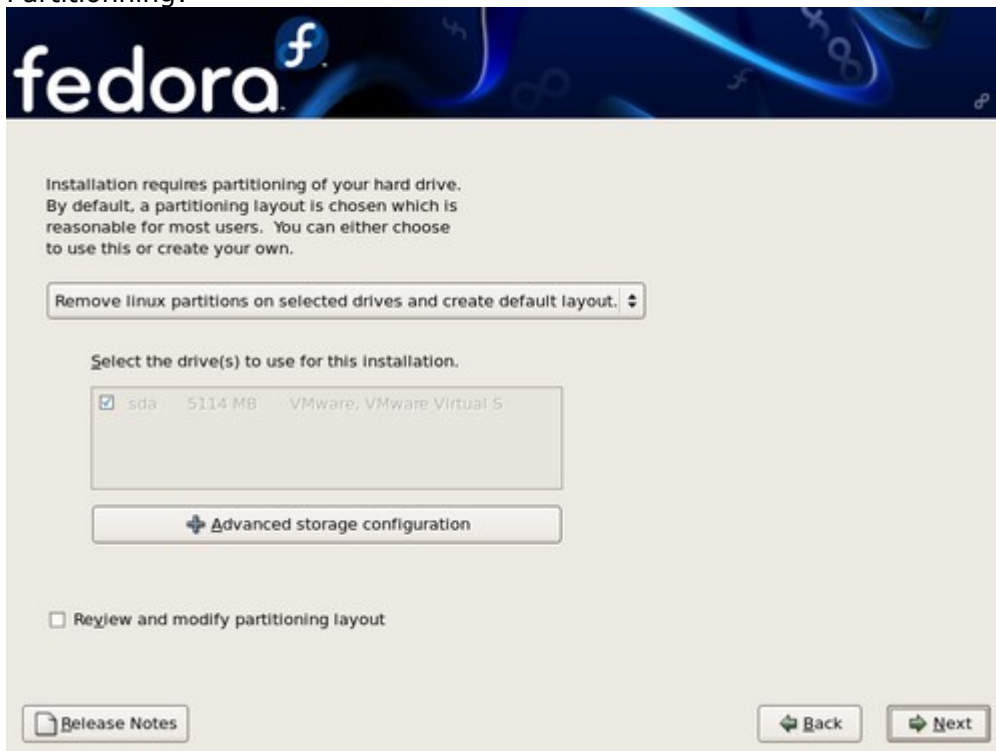 Partitionning:
fedora
Installation requires partitioning of your hard drive.
By default, a partitioning layout is chosen which is
reasonable for most users. You can either choose
to use this or create your own.
Remove linux partitions on selected drives and create default layout.
Select the drive(s) to use for this installation.
sda 5114 MB VMware, VMware Virtual S
Advanced storage configuration
Review and modify partitioning layout
Release Notes
Back
Next